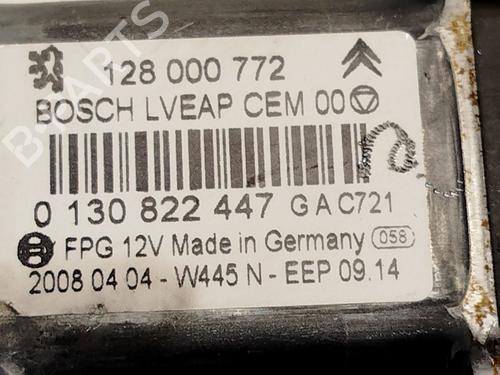 128 000 772
BOSCH LVEAP CEM 00
0 130 822 447 G A C721
FPG 12V Made in Germany 058
2008 04 04 - W445 N - EEP 09.14
B-PARTS